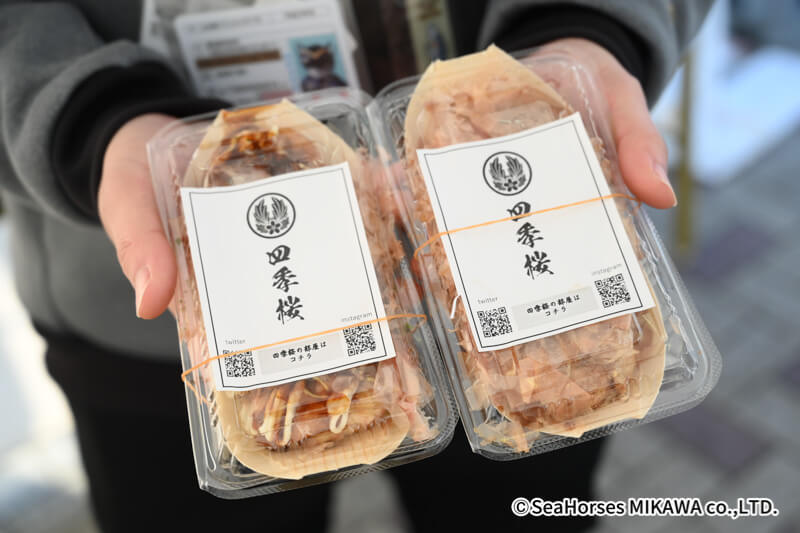 四季桜
twitter
instagram
四季桜の部屋は
コチラ
四季桜
twitter
instagram
四季桜の部屋は
コチラ
©SeaHorses MIKAWA co.,LTD.